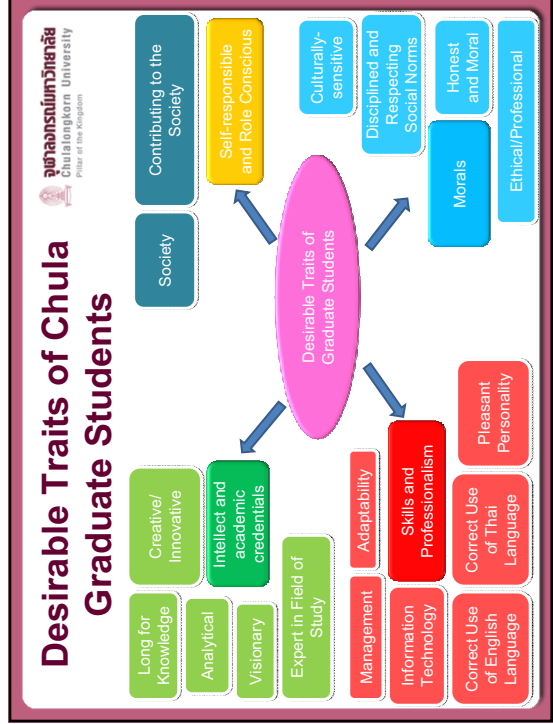 Desirable Traits of Chula
Graduate Students
จุฬาลงกรณ์มหาวิทยาลัย
Chulalongkorn University
Pillar of the Kingdom
Long for
Knowledge
Creative/
Innovative
Analytical
Visionary
Intellect and
academic
credentials
Expert in Field of
Study
Society
Contributing to the
Society
Self-responsible
and Role Conscious
Desirable Traits of
Graduate Students
Management
Adaptability
Information
Technology
Skills and
Professionalism
Correct Use
of English
Language
Correct Use
of Thai
Language
Pleasant
Personality
Culturally-
sensitive
Disciplined and
Respecting
Social Norms
Morals
Honest
and Moral
Ethical/Professional